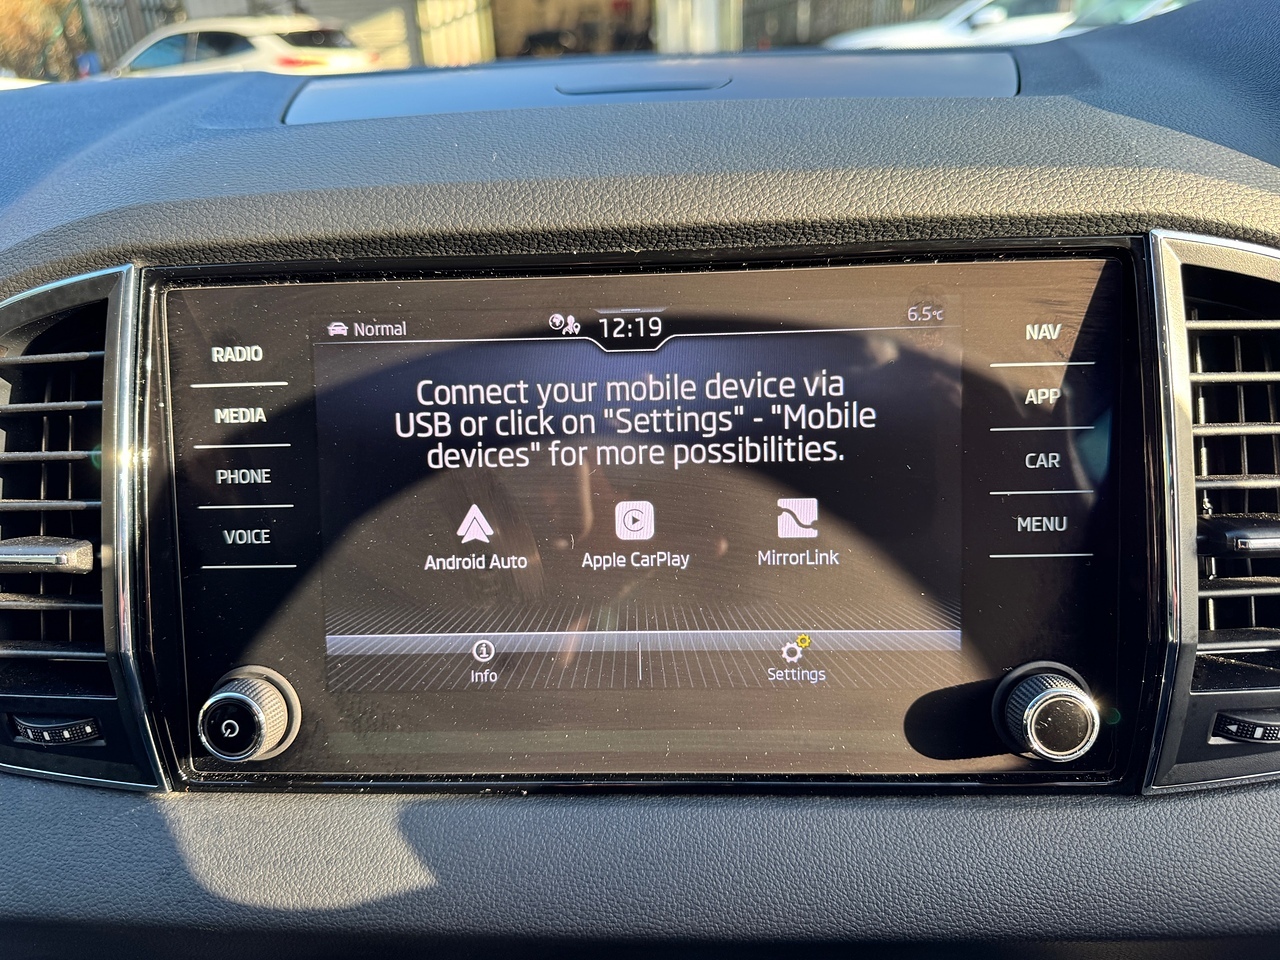 Normal
12:19
6.5°C
RADIO
MEDIA
PHONE
VOICE
Connect your mobile device via
USB or click on "Settings" - "Mobile
devices" for more possibilities.
Android Auto
Apple CarPlay
MirrorLink
Info
Settings
NAV
APP
CAR
MENU